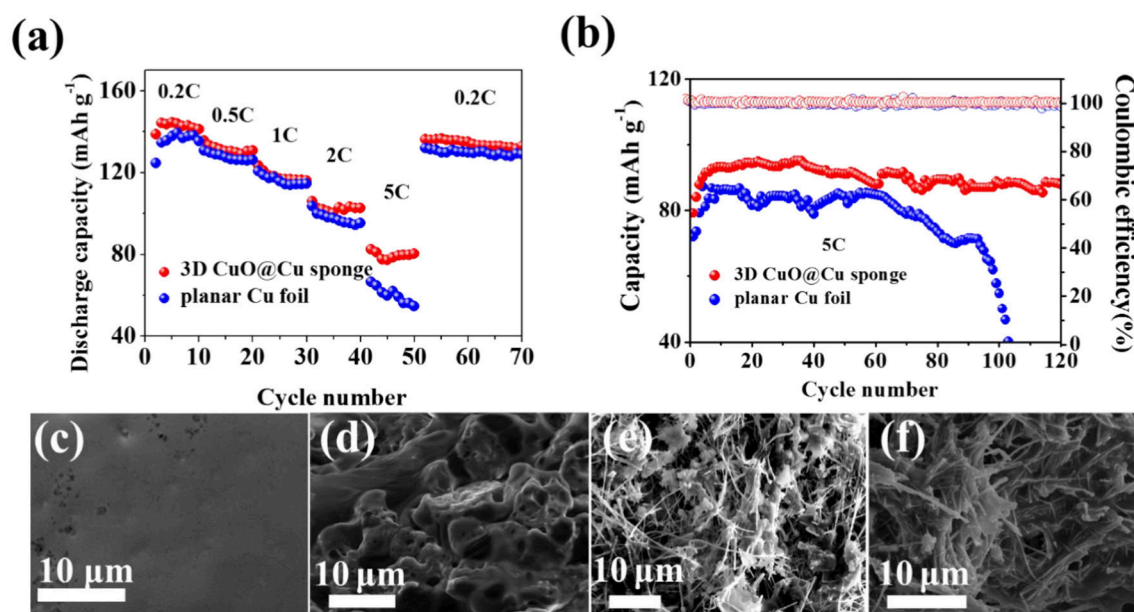 (a)
Discharge capacity (mAh g-1)
160
120
80
40
0.2C
0.5C
1C
2C
5C
0.2C
3D CuO@Cu sponge
planar Cu foil
0 10 20 30 40 50 60 70
Cycle number
(b)
Capacity (mAh g-1)
120
80
40
5C
3D CuO@Cu sponge
planar Cu foil
0 20 40 60 80 100 120
Cycle number
100
80
60
40
20
0
Coulombic
efficiency(%)
(c)
10 μm
(d)
10 μm
(e)
10 μm
(f)
10 μm